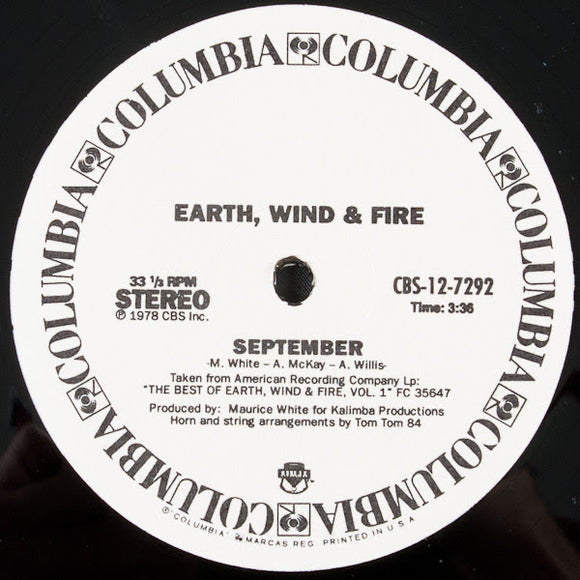 COLUMBIA COLUMBIA COLUMBIA COLUMBIA COLUMBIA COLUMBIA COLUMBIA COLUMBIA
EARTH, WIND & FIRE
33 ⅓ RPM
STEREO
℗ 1978 CBS Inc.
CBS-12-7292
Time: 3:36
SEPTEMBER
-M. White – A. McKay – A. Willis-
Taken from American Recording Company Lp:
"THE BEST OF EARTH, WIND & FIRE, VOL. 1" FC 35647
Produced by: Maurice White for Kalimba Productions
Horn and string arrangements by Tom Tom 84
"COLUMBIA" MARCAS REG. PRINTED IN U S A